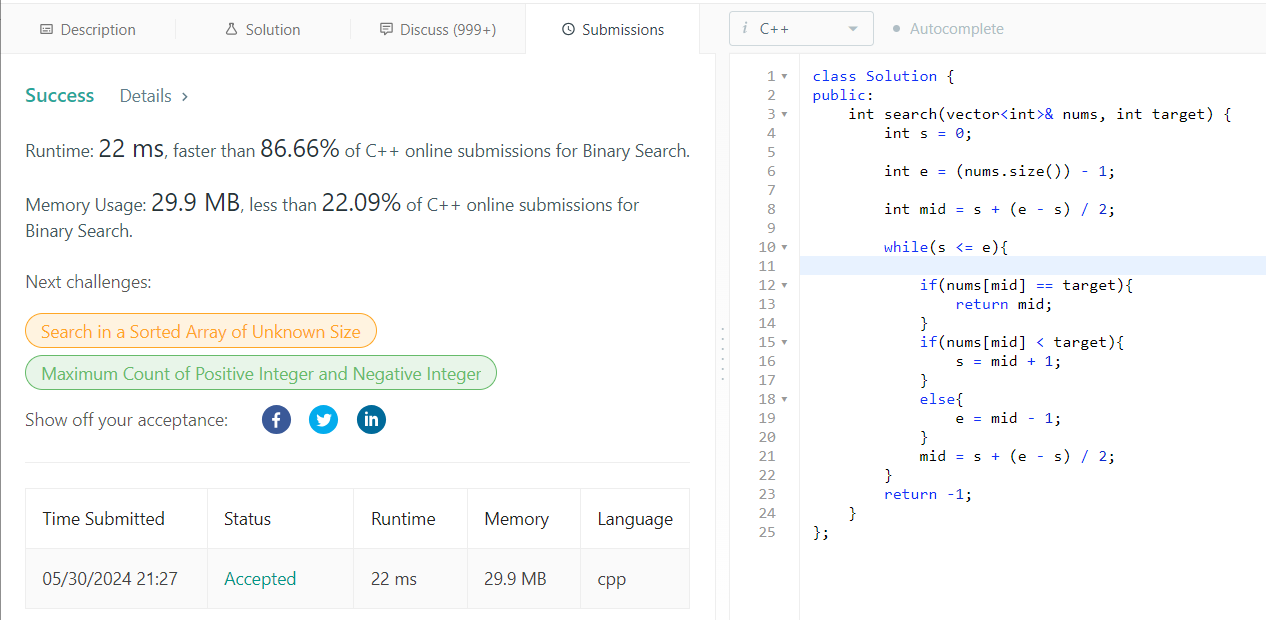 Description Solution Discuss (999+) Submissions
Success Details >
Runtime: 22 ms, faster than 86.66% of C++ online submissions for Binary Search.
Memory Usage: 29.9 MB, less than 22.09% of C++ online submissions for
Binary Search.
Next challenges:
Search in a Sorted Array of Unknown Size
Maximum Count of Positive Integer and Negative Integer
Show off your acceptance: f in
Time Submitted Status Runtime Memory Language
05/30/2024 21:27 Accepted 22 ms 29.9 MB cpp
i C++ Autocomplete
1 class Solution {
2 public:
3     int search(vector<int>& nums, int target) {
4         int s = 0;
5
6         int e = (nums.size()) - 1;
7
8         int mid = s + (e - s) / 2;
9
10         while(s <= e){
11
12             if(nums[mid] == target){
13                 return mid;
14             }
15             if(nums[mid] < target){
16                 s = mid + 1;
17             }
18             else{
19                 e = mid - 1;
20             }
21             mid = s + (e - s) / 2;
22         }
23         return -1;
24     }
25 };